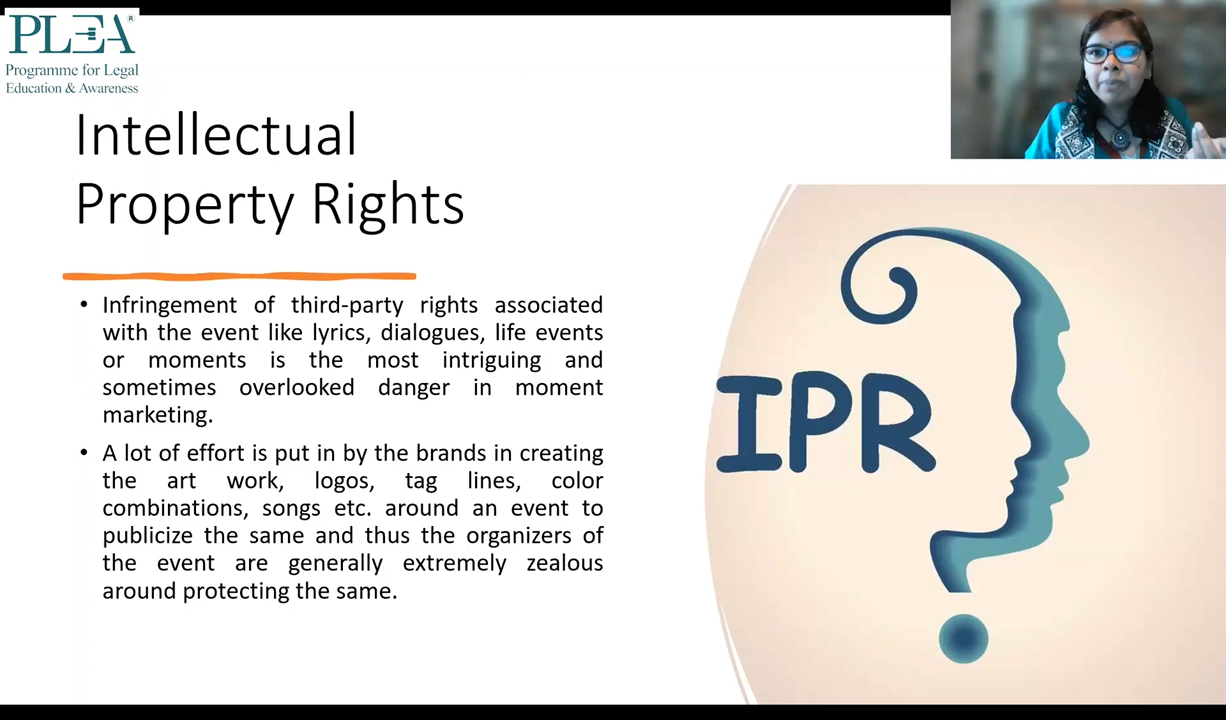 PLEA®
Programme for Legal
Education & Awareness
Intellectual
Property Rights
• Infringement of third-party rights associated
with the event like lyrics, dialogues, life events
or moments is the most intriguing and
sometimes overlooked danger in moment
marketing.
• A lot of effort is put in by the brands in creating
the art work, logos, tag lines, color
combinations, songs etc. around an event to
publicize the same and thus the organizers of
the event are generally extremely zealous
around protecting the same.
IPR